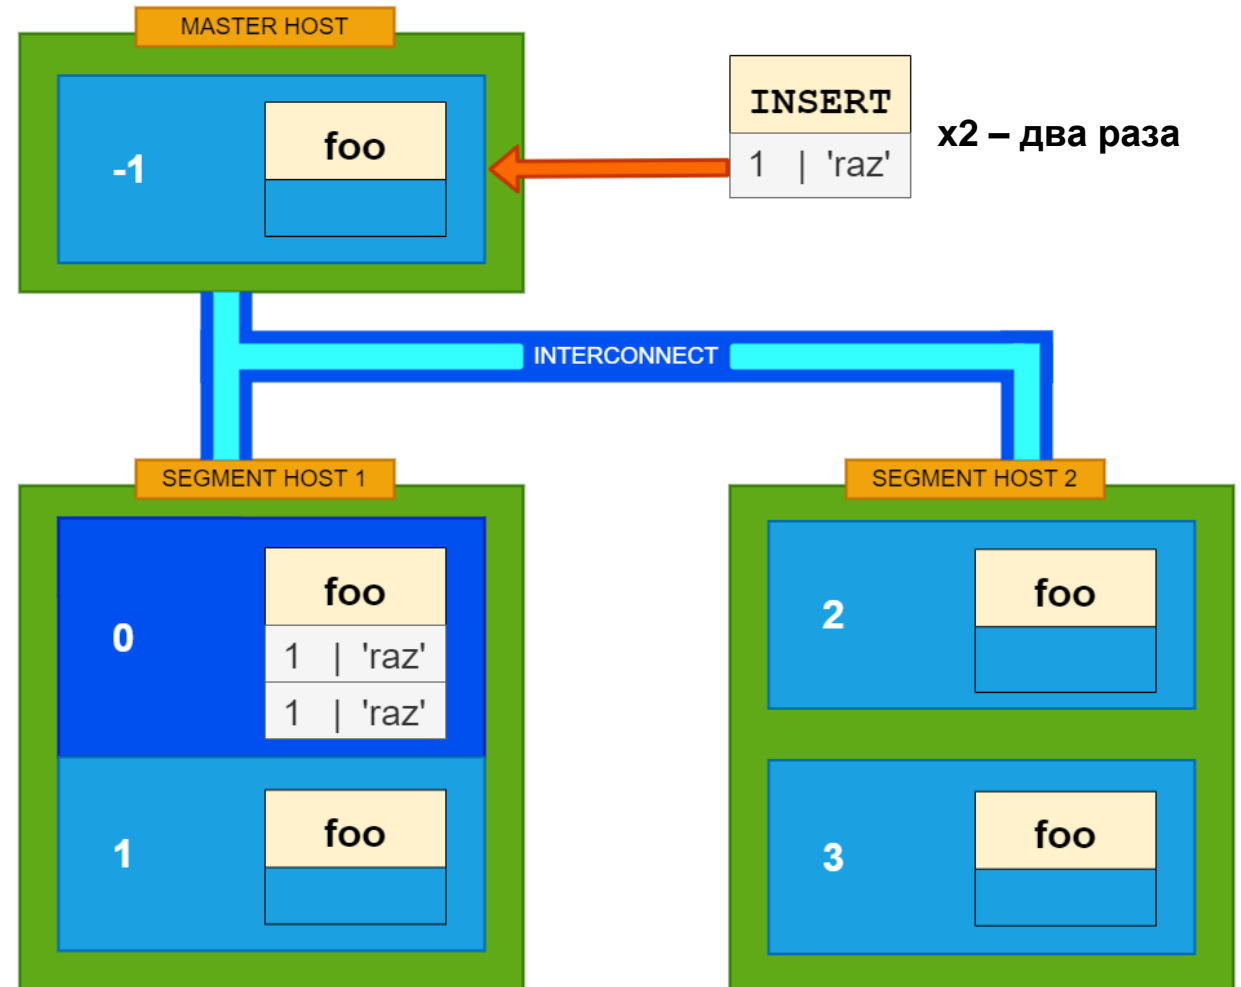 MASTER HOST
-1
foo
INSERT
1 | 'raz'
x2 – два раза
INTERCONNECT
SEGMENT HOST 1
0
foo
1 | 'raz'
1 | 'raz'
1
foo
SEGMENT HOST 2
2
foo
3
foo